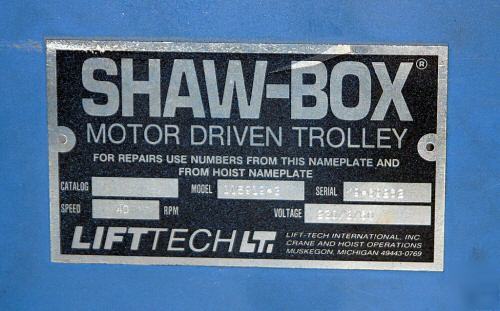 SHAW-BOX®
MOTOR DRIVEN TROLLEY
FOR REPAIRS USE NUMBERS FROM THIS NAMEPLATE AND
FROM HOIST NAMEPLATE
CATALOG MODEL SERIAL
SPEED 40 RPM VOLTAGE
LIFTTECH LT.
LIFT-TECH INTERNATIONAL, INC
CRANE AND HOIST OPERATIONS
MUSKEGON, MICHIGAN 49443-0769